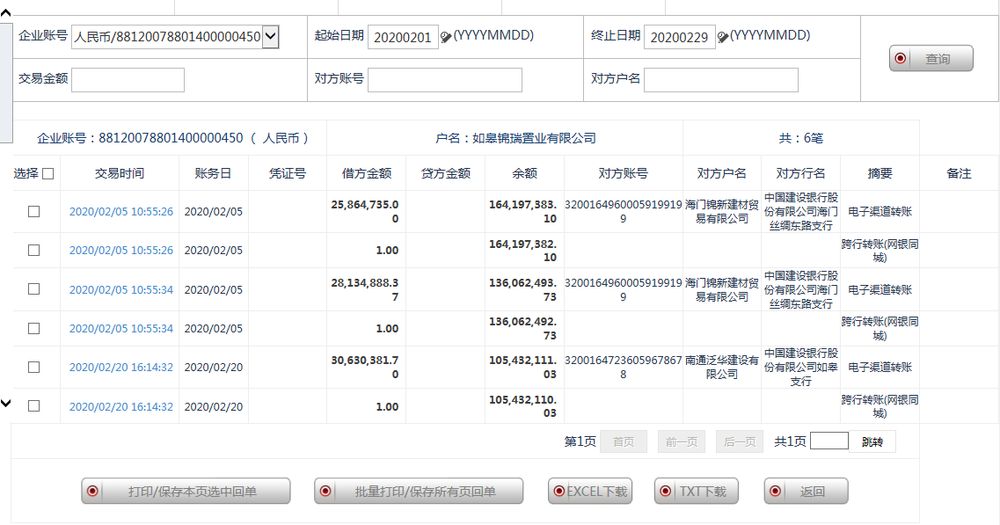 企业账号 人民币/88120078801400000450 起始日期 20200201 (YYYYMMDD) 终止日期 20200229 (YYYYMMDD)
查询
交易金额 对方账号 对方户名
企业账号：88120078801400000450 （ 人民币 ） 户名：如皋锦瑞置业有限公司 共：6笔
选择 交易时间 账务日 凭证号 借方金额 贷方金额 余额 对方账号 对方户名 对方行名 摘要 备注
2020/02/05 10:55:26 2020/02/05 25,864,735.0
0 164,197,383.
10 3200164960005919919
9 海门锦新建材贸
易有限公司 中国建设银行股
份有限公司海门
丝绸东路支行 电子渠道转账
2020/02/05 10:55:26 2020/02/05 1.00 164,197,382.
10 跨行转账(网银同
城)
2020/02/05 10:55:34 2020/02/05 28,134,888.3
7 136,062,493.
73 3200164960005919919
9 海门锦新建材贸
易有限公司 中国建设银行股
份有限公司海门
丝绸东路支行 电子渠道转账
2020/02/05 10:55:34 2020/02/05 1.00 136,062,492.
73 跨行转账(网银同
城)
2020/02/20 16:14:32 2020/02/20 30,630,381.7
0 105,432,111.
03 3200164723605967867
8 南通泛华建设有
限公司 中国建设银行股
份有限公司如皋
支行 电子渠道转账
2020/02/20 16:14:32 2020/02/20 1.00 105,432,110.
03 跨行转账(网银同
城)
第1页 首页 前一页 后一页 共1页 跳转
打印/保存本页选中回单 批量打印/保存所有页回单 EXCEL下载 TXT下载 返回